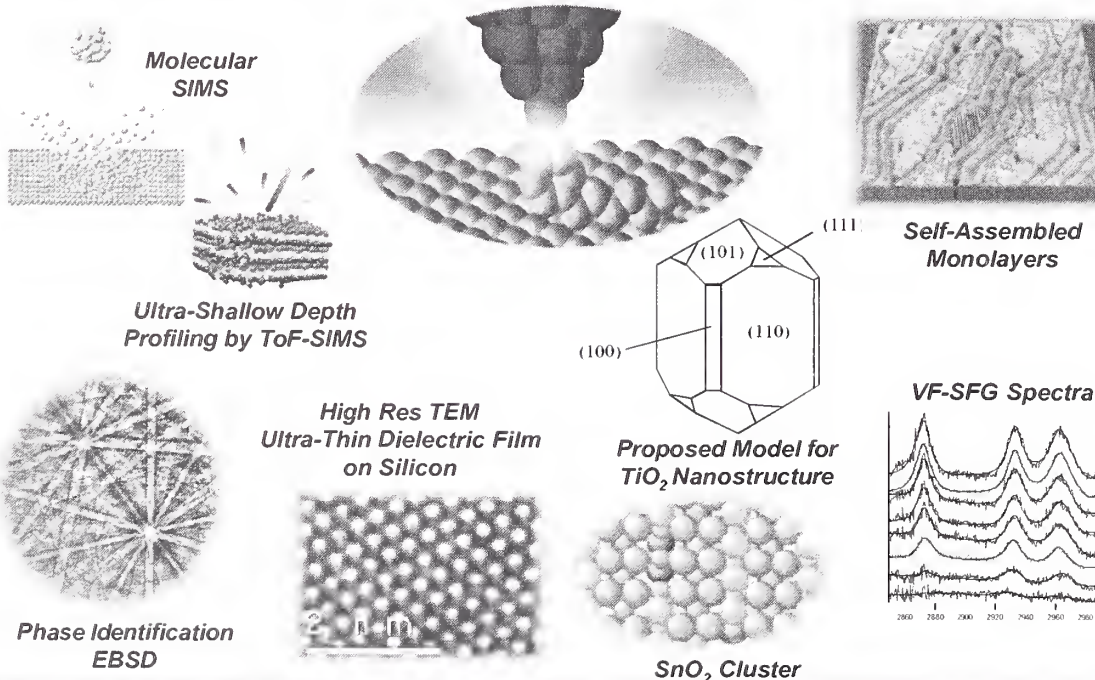 Molecular
SIMS
Ultra-Shallow Depth
Profiling by ToF-SIMS
Self-Assembled
Monolayers
(111)
(101)
(100)
(110)
Proposed Model for
TiO₂ Nanostructure
High Res TEM
Ultra-Thin Dielectric Film
on Silicon
VF-SFG Spectra
2860 2880 2900 2920 2940 2960 2980
Phase Identification
EBSD
SnO₂ Cluster